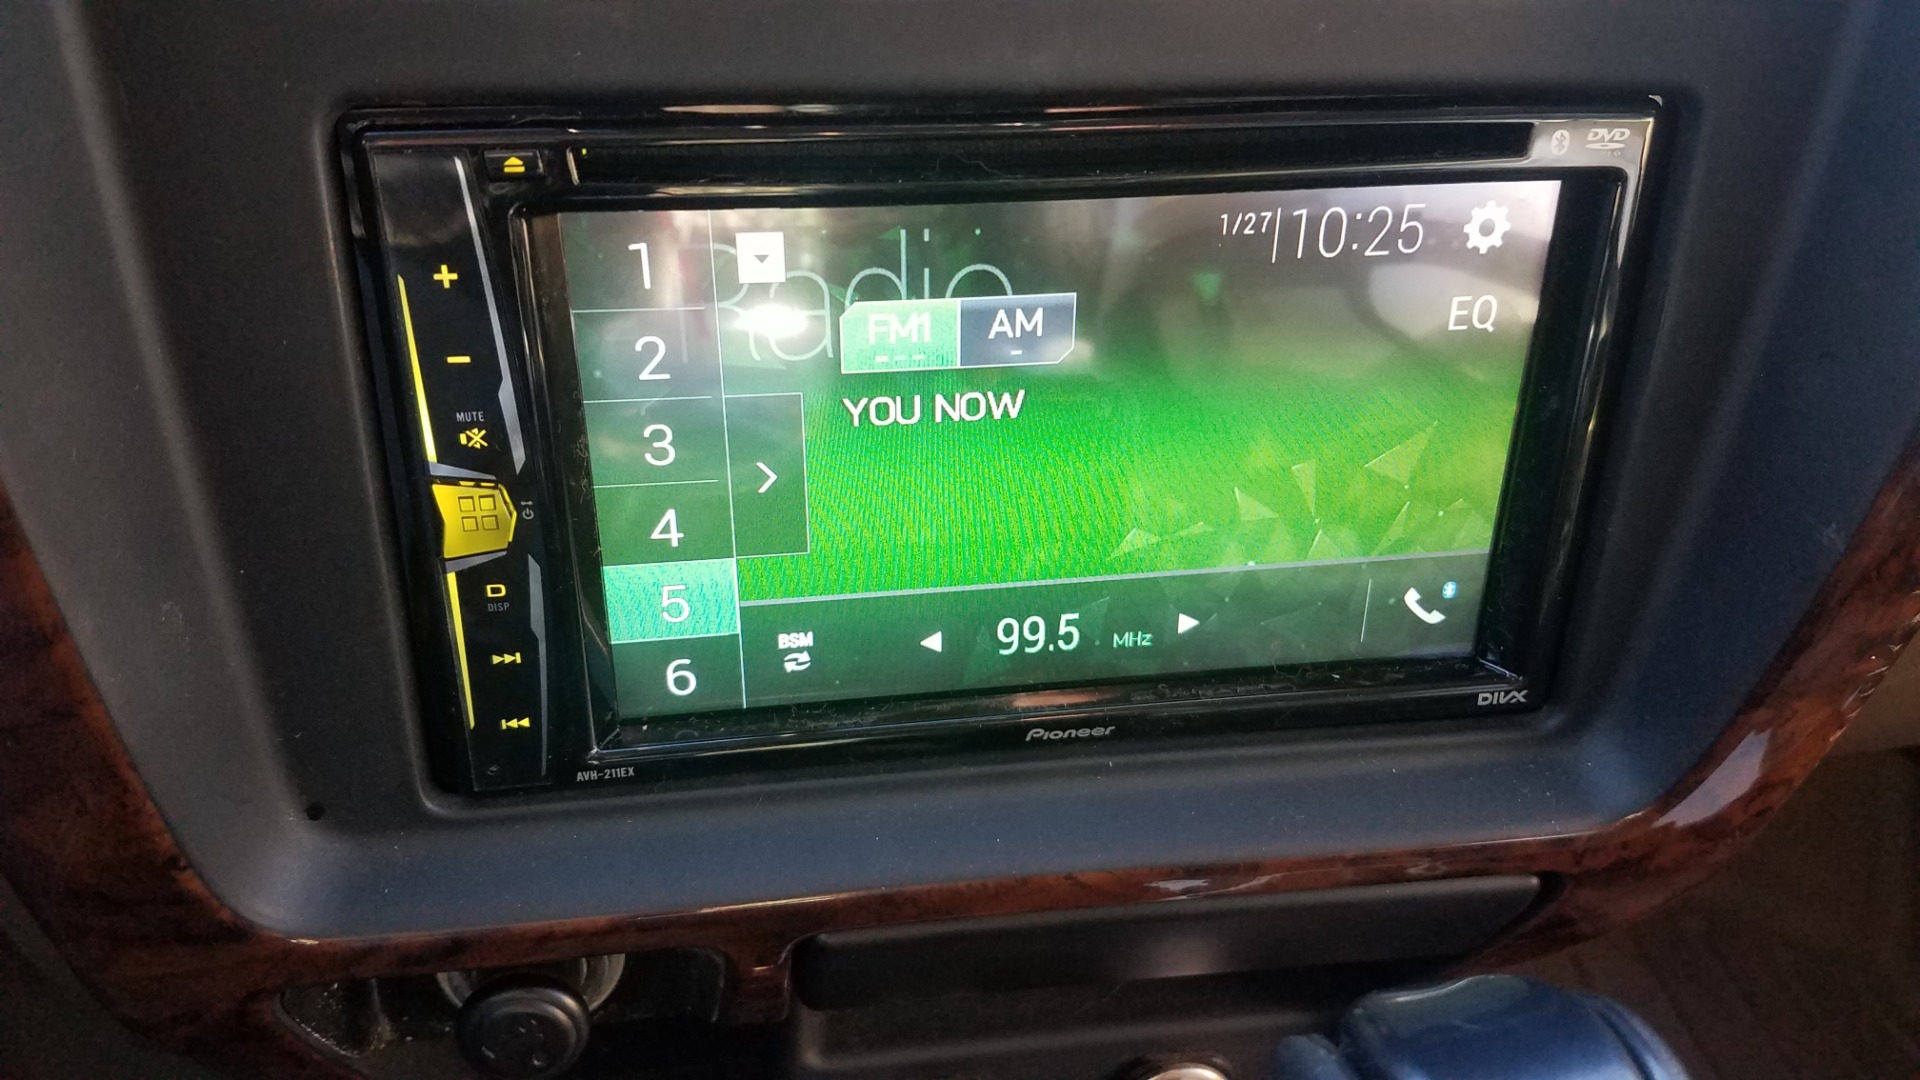 DVD
1/27 10:25
Radio
FM1 AM
EQ
YOU NOW
1
2
3
4
5
6
MUTE
D
DISP
BSM
99.5 MHz
DIVX
Pioneer
AVH-211EX